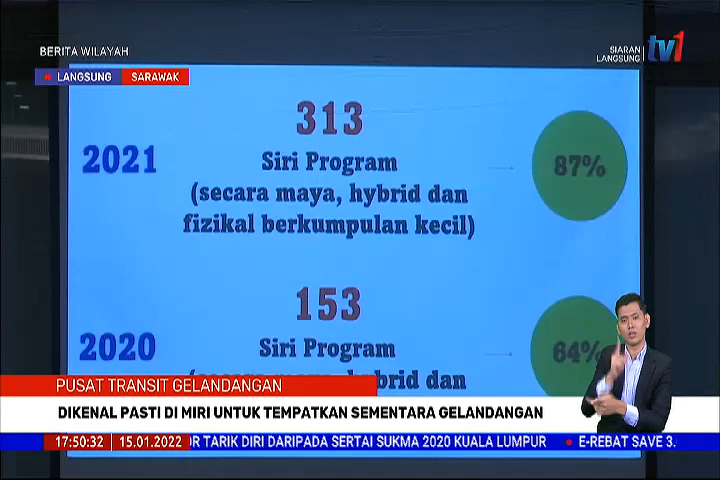 BERITA WILAYAH
SIARAN
LANGSUNG
tv1
LANGSUNG
SARAWAK
2021
313
Siri Program
(secara maya, hybrid dan
fizikal berkumpulan kecil)
87%
2020
153
Siri Program
hybrid dan
64%
PUSAT TRANSIT GELANDANGAN
DIKENAL PASTI DI MIRI UNTUK TEMPATKAN SEMENTARA GELANDANGAN
17:50:32 15.01.2022 TARIK DIRI DARIPADA SERTAI SUKMA 2020 KUALA LUMPUR • E-REBAT SAVE 3.